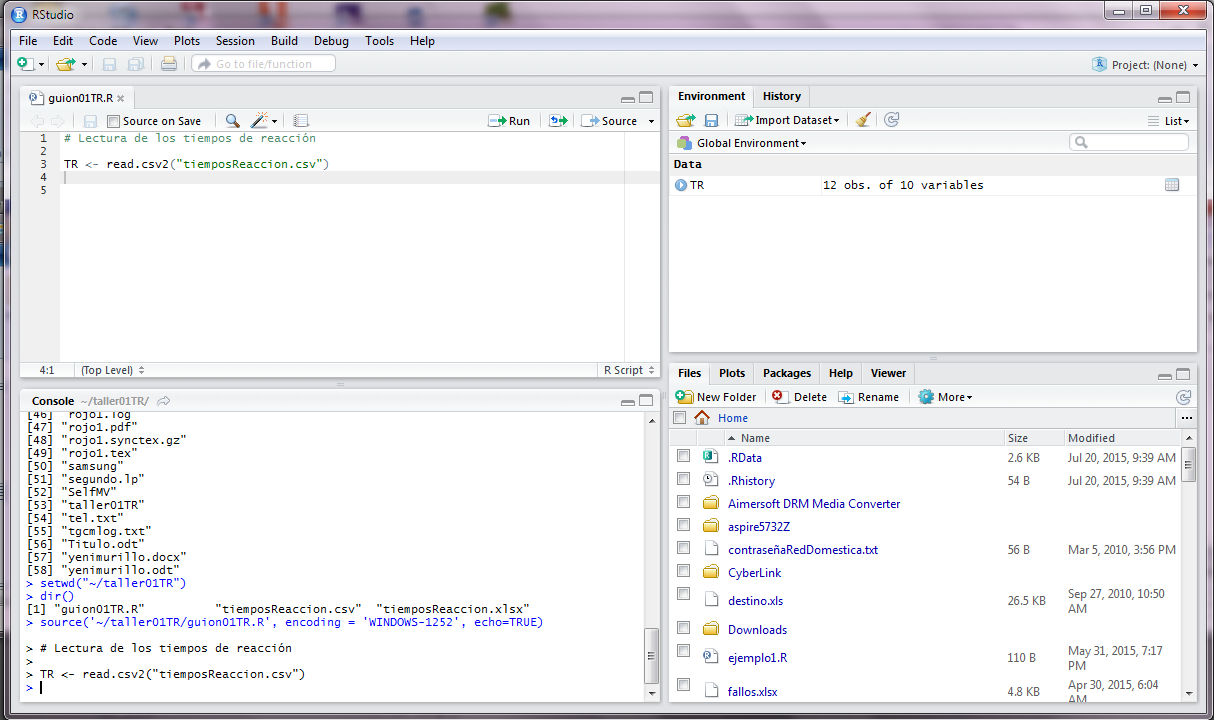 RStudio
File Edit Code View Plots Session Build Debug Tools Help
Go to file/function
Project: (None)
guion01TR.R
Source on Save
Run
Source
1 # Lectura de los tiempos de reacción
2
3 TR <- read.csv2("tiemposReaccion.csv")
4
5
4:1 (Top Level) R Script
Console ~/taller01TR/
[46] "rojo1.log"
[47] "rojo1.pdf"
[48] "rojo1.synctex.gz"
[49] "rojo1.tex"
[50] "samsung"
[51] "segundo.lp"
[52] "SelfMV"
[53] "taller01TR"
[54] "tel.txt"
[55] "tgcmlog.txt"
[56] "Titulo.odt"
[57] "yenimurillo.docx"
[58] "yenimurillo.odt"
> setwd("~/taller01TR")
> dir()
[1] "guion01TR.R" "tiemposReaccion.csv" "tiemposReaccion.xlsx"
> source('~/taller01TR/guion01TR.R', encoding = 'WINDOWS-1252', echo=TRUE)
> # Lectura de los tiempos de reacción
>
> TR <- read.csv2("tiemposReaccion.csv")
>
Environment History
Import Dataset List
Global Environment
Data
TR 12 obs. of 10 variables
Files Plots Packages Help Viewer
New Folder Delete Rename More
Home ...
Name Size Modified
.RData 2.6 KB Jul 20, 2015, 9:39 AM
.Rhistory 54 B Jul 20, 2015, 9:39 AM
Aimersoft DRM Media Converter
aspire5732Z
contraseñaRedDomestica.txt 56 B Mar 5, 2010, 3:56 PM
CyberLink
destino.xls 26.5 KB Sep 27, 2010, 10:50
AM
Downloads
ejemplo1.R 110 B May 31, 2015, 7:17
PM
fallos.xlsx 4.8 KB Apr 30, 2015, 6:04
AM